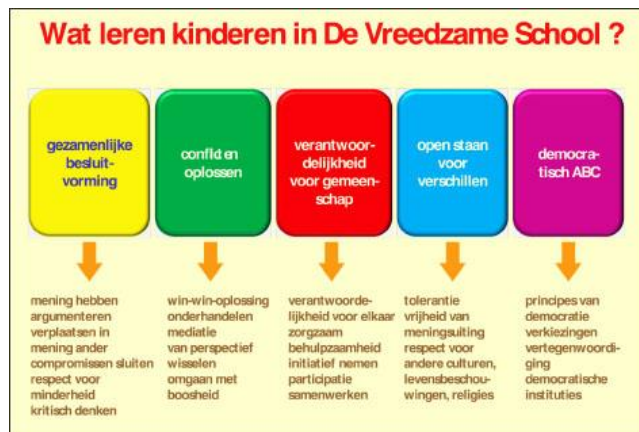 Wat leren kinderen in De Vreedzame School ?
gezamenlijke
besluit-
vorming
conflicten
oplossen
verantwoor-
delijkheid
voor gemeen-
schap
open staan
voor
verschillen
democra-
tisch ABC
mening hebben
argumenteren
verplaatsen in
mening ander
compromissen sluiten
respect voor
minderheid
kritisch denken
win-win-oplossing
onderhandelen
mediatie
van perspectief
wisselen
omgaan met
boosheid
verantwoorde-
lijkheid voor elkaar
zorgzaam
behulpzaamheid
initiatief nemen
participatie
samenwerken
tolerantie
vrijheid van
meningsuiting
respect voor
andere culturen,
levensbeschou-
wingen, religies
principes van
democratie
verkiezingen
vertegenwoordi-
ging
democratische
instituties